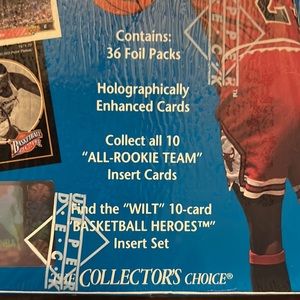 Contains:
36 Foil Packs
Holographically
Enhanced Cards
Collect all 10
"ALL-ROOKIE TEAM"
Insert Cards
Find the "WILT" 10-card
"BASKETBALL HEROES™"
Insert Set
COLLECTOR'S CHOICE®
BASKETBALL